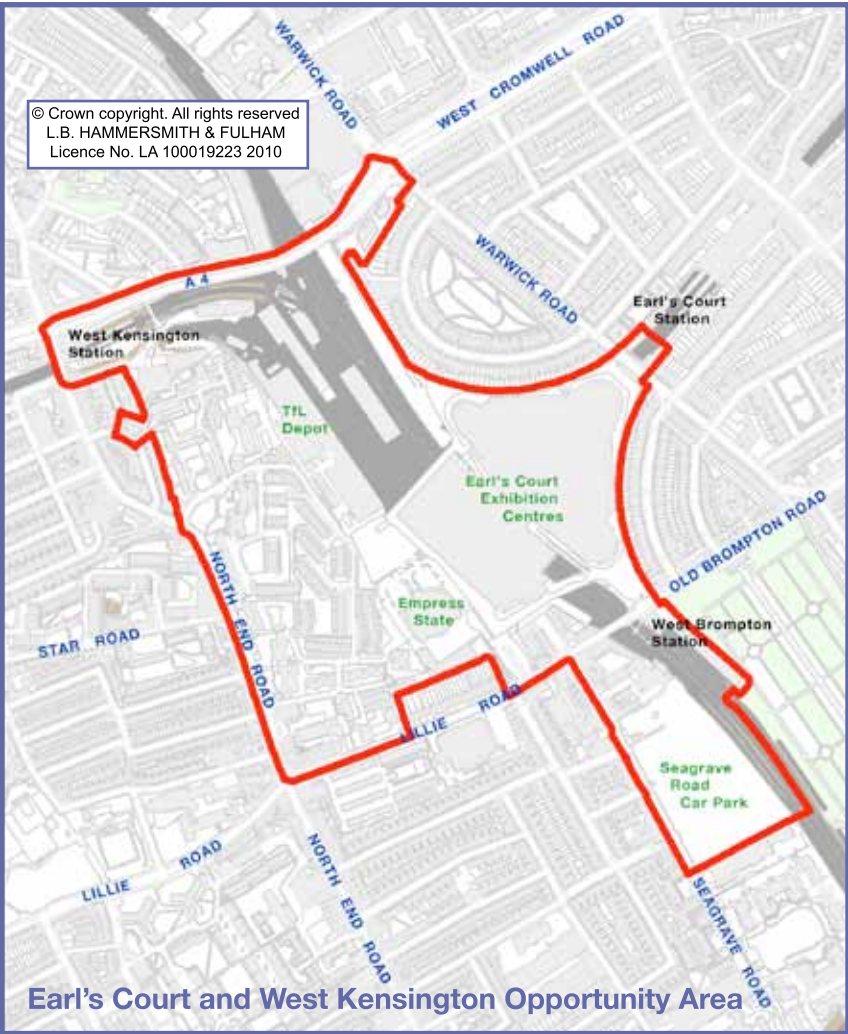 WARWICK ROAD
WEST CROMWELL ROAD
© Crown copyright. All rights reserved
L.B. HAMMERSMITH & FULHAM
Licence No. LA 100019223 2010
WARWICK ROAD
A 4
Earl's Court
Station
West Kensington
Station
TfL
Depot
Earl's Court
Exhibition
Centres
OLD BROMPTON ROAD
NORTH END ROAD
Empress
State
West Brompton
Station
STAR ROAD
LILLIE ROAD
Seagrave
Road
Car Park
LILLIE ROAD
NORTH END ROAD
SEAGRAVE ROAD
Earl's Court and West Kensington Opportunity Area